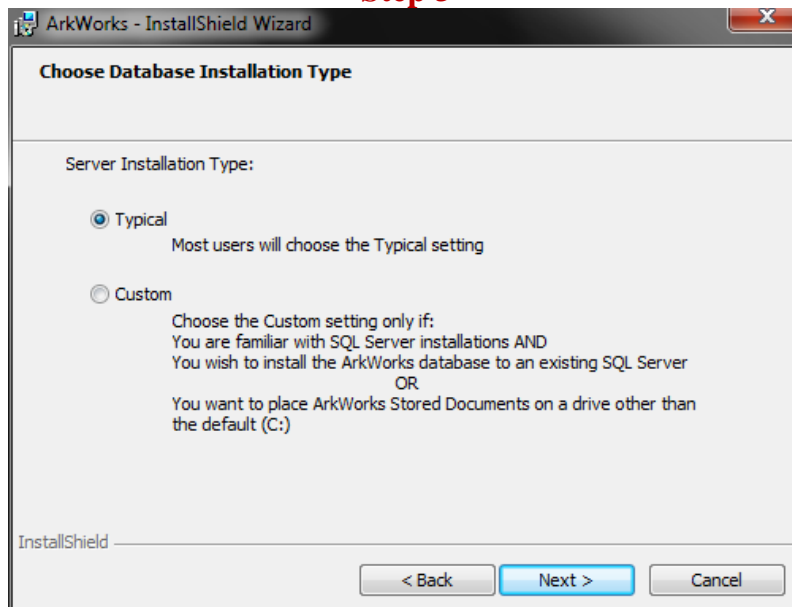 ArkWorks - InstallShield Wizard
Choose Database Installation Type
Server Installation Type:
Typical
Most users will choose the Typical setting
Custom
Choose the Custom setting only if:
You are familiar with SQL Server installations AND
You wish to install the ArkWorks database to an existing SQL Server
OR
You want to place ArkWorks Stored Documents on a drive other than
the default (C:)
InstallShield
< Back Next > Cancel